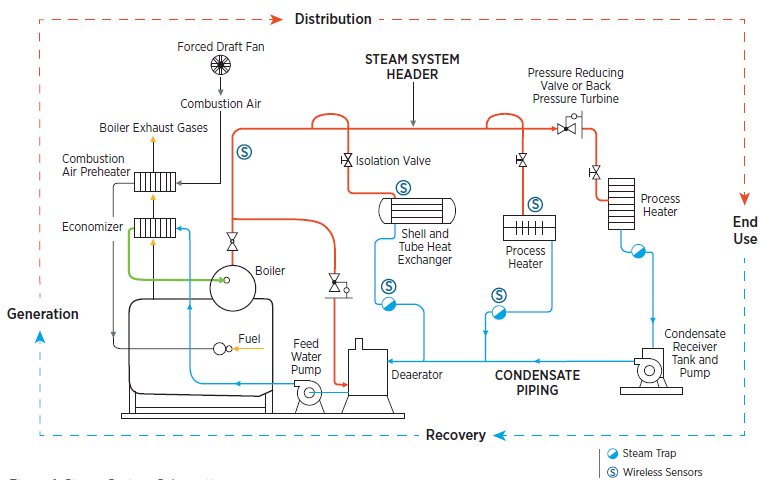 Distribution
Forced Draft Fan
STEAM SYSTEM
HEADER
Pressure Reducing
Valve or Back
Pressure Turbine
Combustion Air
Boiler Exhaust Gases
S
Combustion
Air Preheater
Isolation Valve
S
S
Process
Heater
Economizer
Shell and
Tube Heat
Exchanger
Process
Heater
End
Use
Boiler
S
S
Generation
Fuel
Feed
Water
Pump
Deaerator
CONDENSATE
PIPING
Condensate
Receiver
Tank and
Pump
Recovery
Steam Trap
S Wireless Sensors